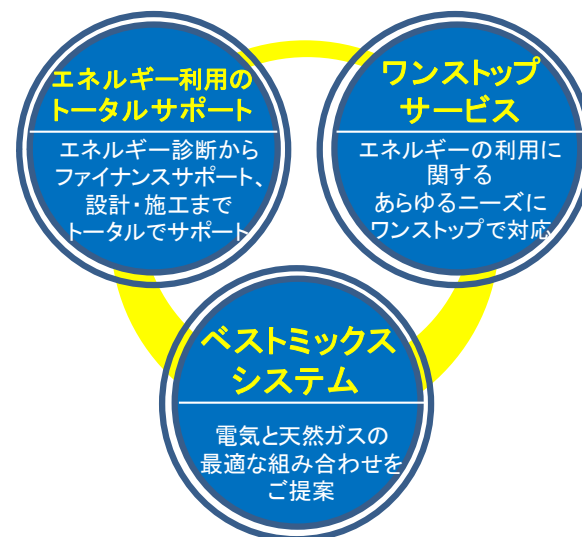 エネルギー利用の
トータルサポート
エネルギー診断から
ファイナンスサポート、
設計・施工まで
トータルでサポート
ワンストップ
サービス
エネルギーの利用に
関する
あらゆるニーズに
ワンストップで対応
ベストミックス
システム
電気と天然ガスの
最適な組み合わせを
ご提案